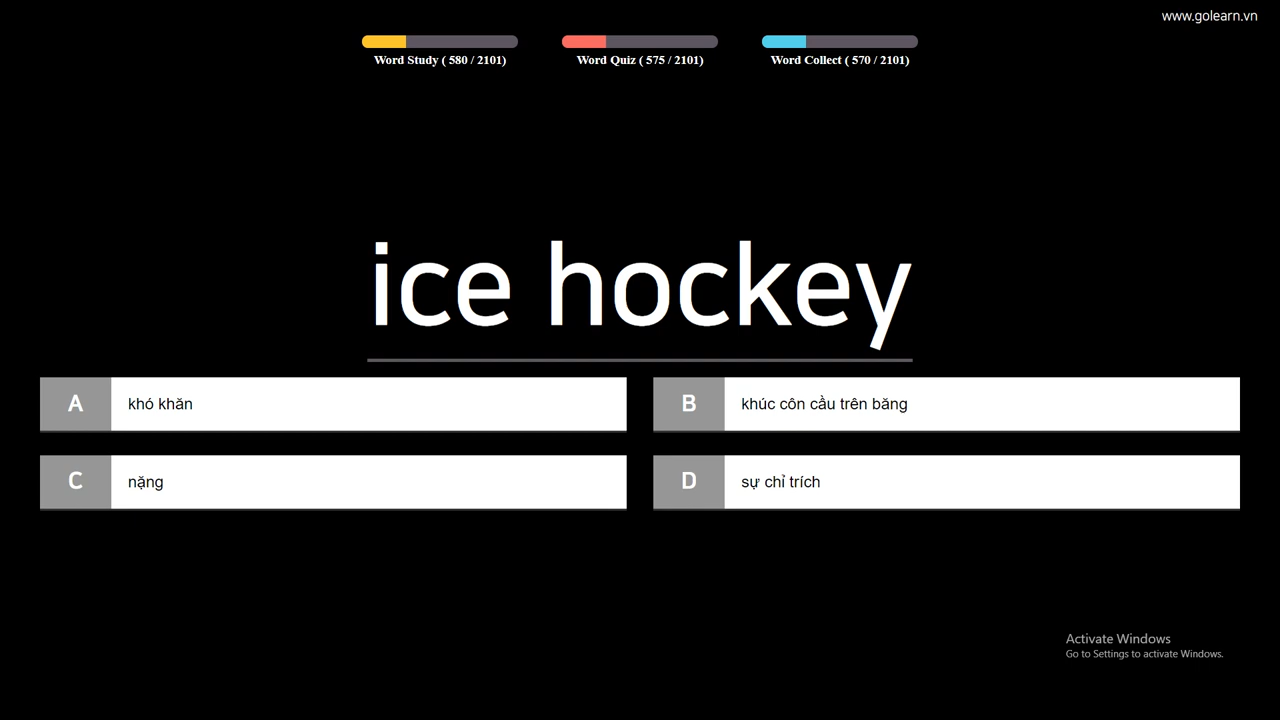 www.golearn.vn
Word Study ( 580 / 2101)
Word Quiz ( 575 / 2101)
Word Collect ( 570 / 2101)
ice hockey
A khó khăn
B khúc côn cầu trên băng
C nặng
D sự chỉ trích
Activate Windows
Go to Settings to activate Windows.